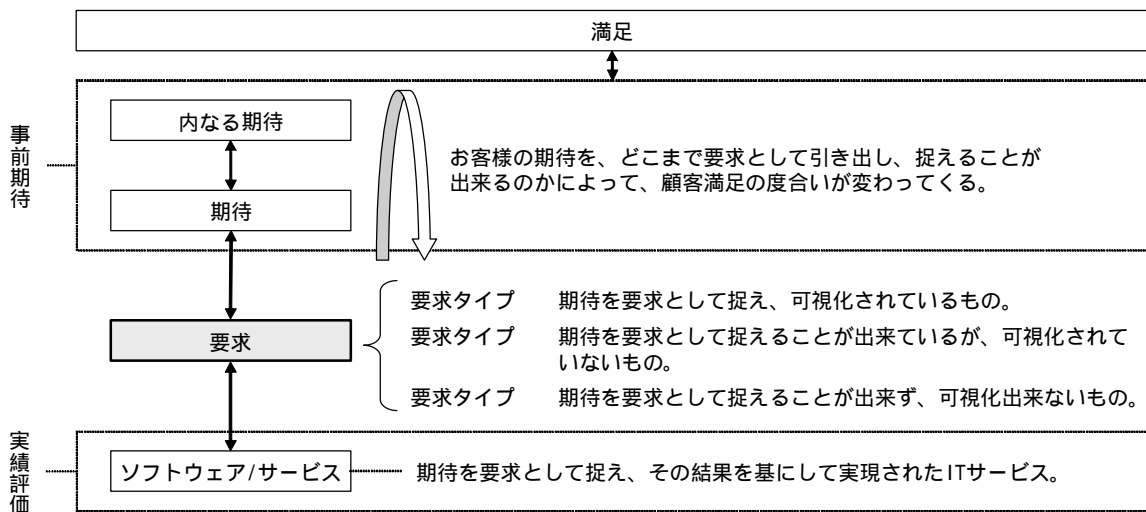 満足
事前期待
内なる期待
期待
お客様の期待を、どこまで要求として引き出し、捉えることが
出来るのかによって、顧客満足の度合いが変わってくる。
要求
要求タイプ 期待を要求として捉え、可視化されているもの。
要求タイプ 期待を要求として捉えることが出来ているが、可視化されて
いないもの。
要求タイプ 期待を要求として捉えることが出来ず、可視化出来ないもの。
実績評価
ソフトウェア/サービス
期待を要求として捉え、その結果を基にして実現されたITサービス。